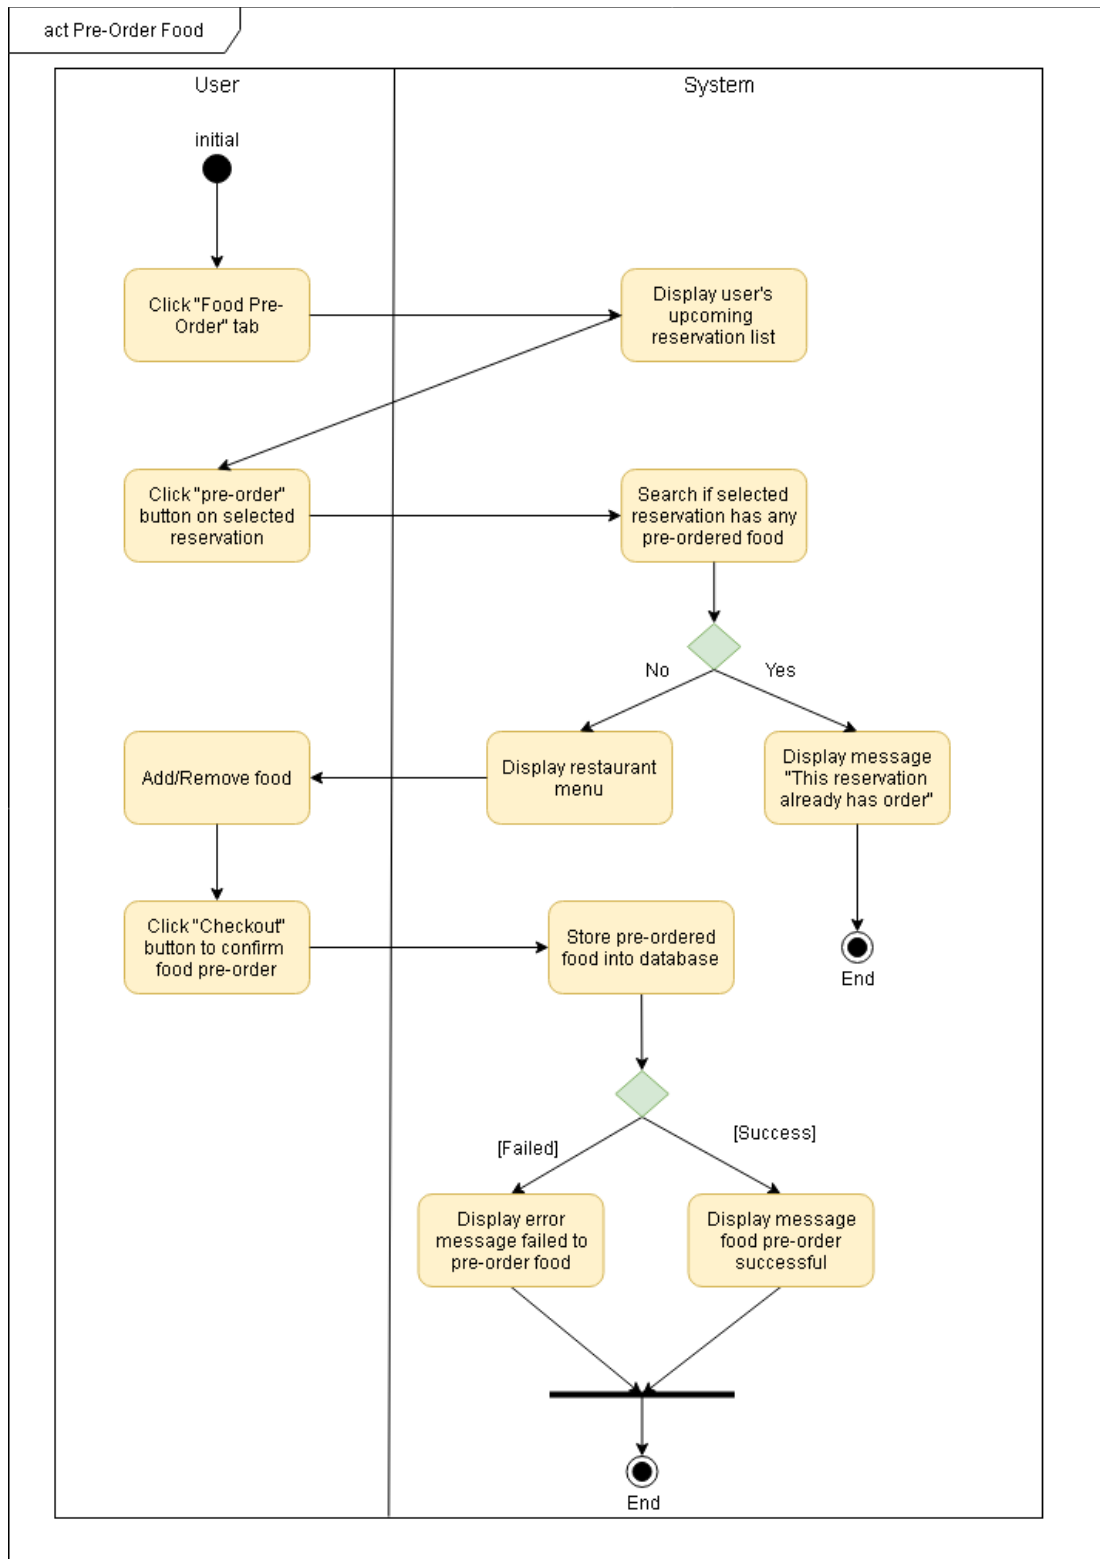 act Pre-Order Food
User
System
initial
Click "Food Pre-
Order" tab
Display user's
upcoming
reservation list
Click "pre-order"
button on selected
reservation
Search if selected
reservation has any
pre-ordered food
No
Yes
Add/Remove food
Display restaurant
menu
Display message
"This reservation
already has order"
Click "Checkout"
button to confirm
food pre-order
Store pre-ordered
food into database
End
[Failed]
[Success]
Display error
message failed to
pre-order food
Display message
food pre-order
successful
End